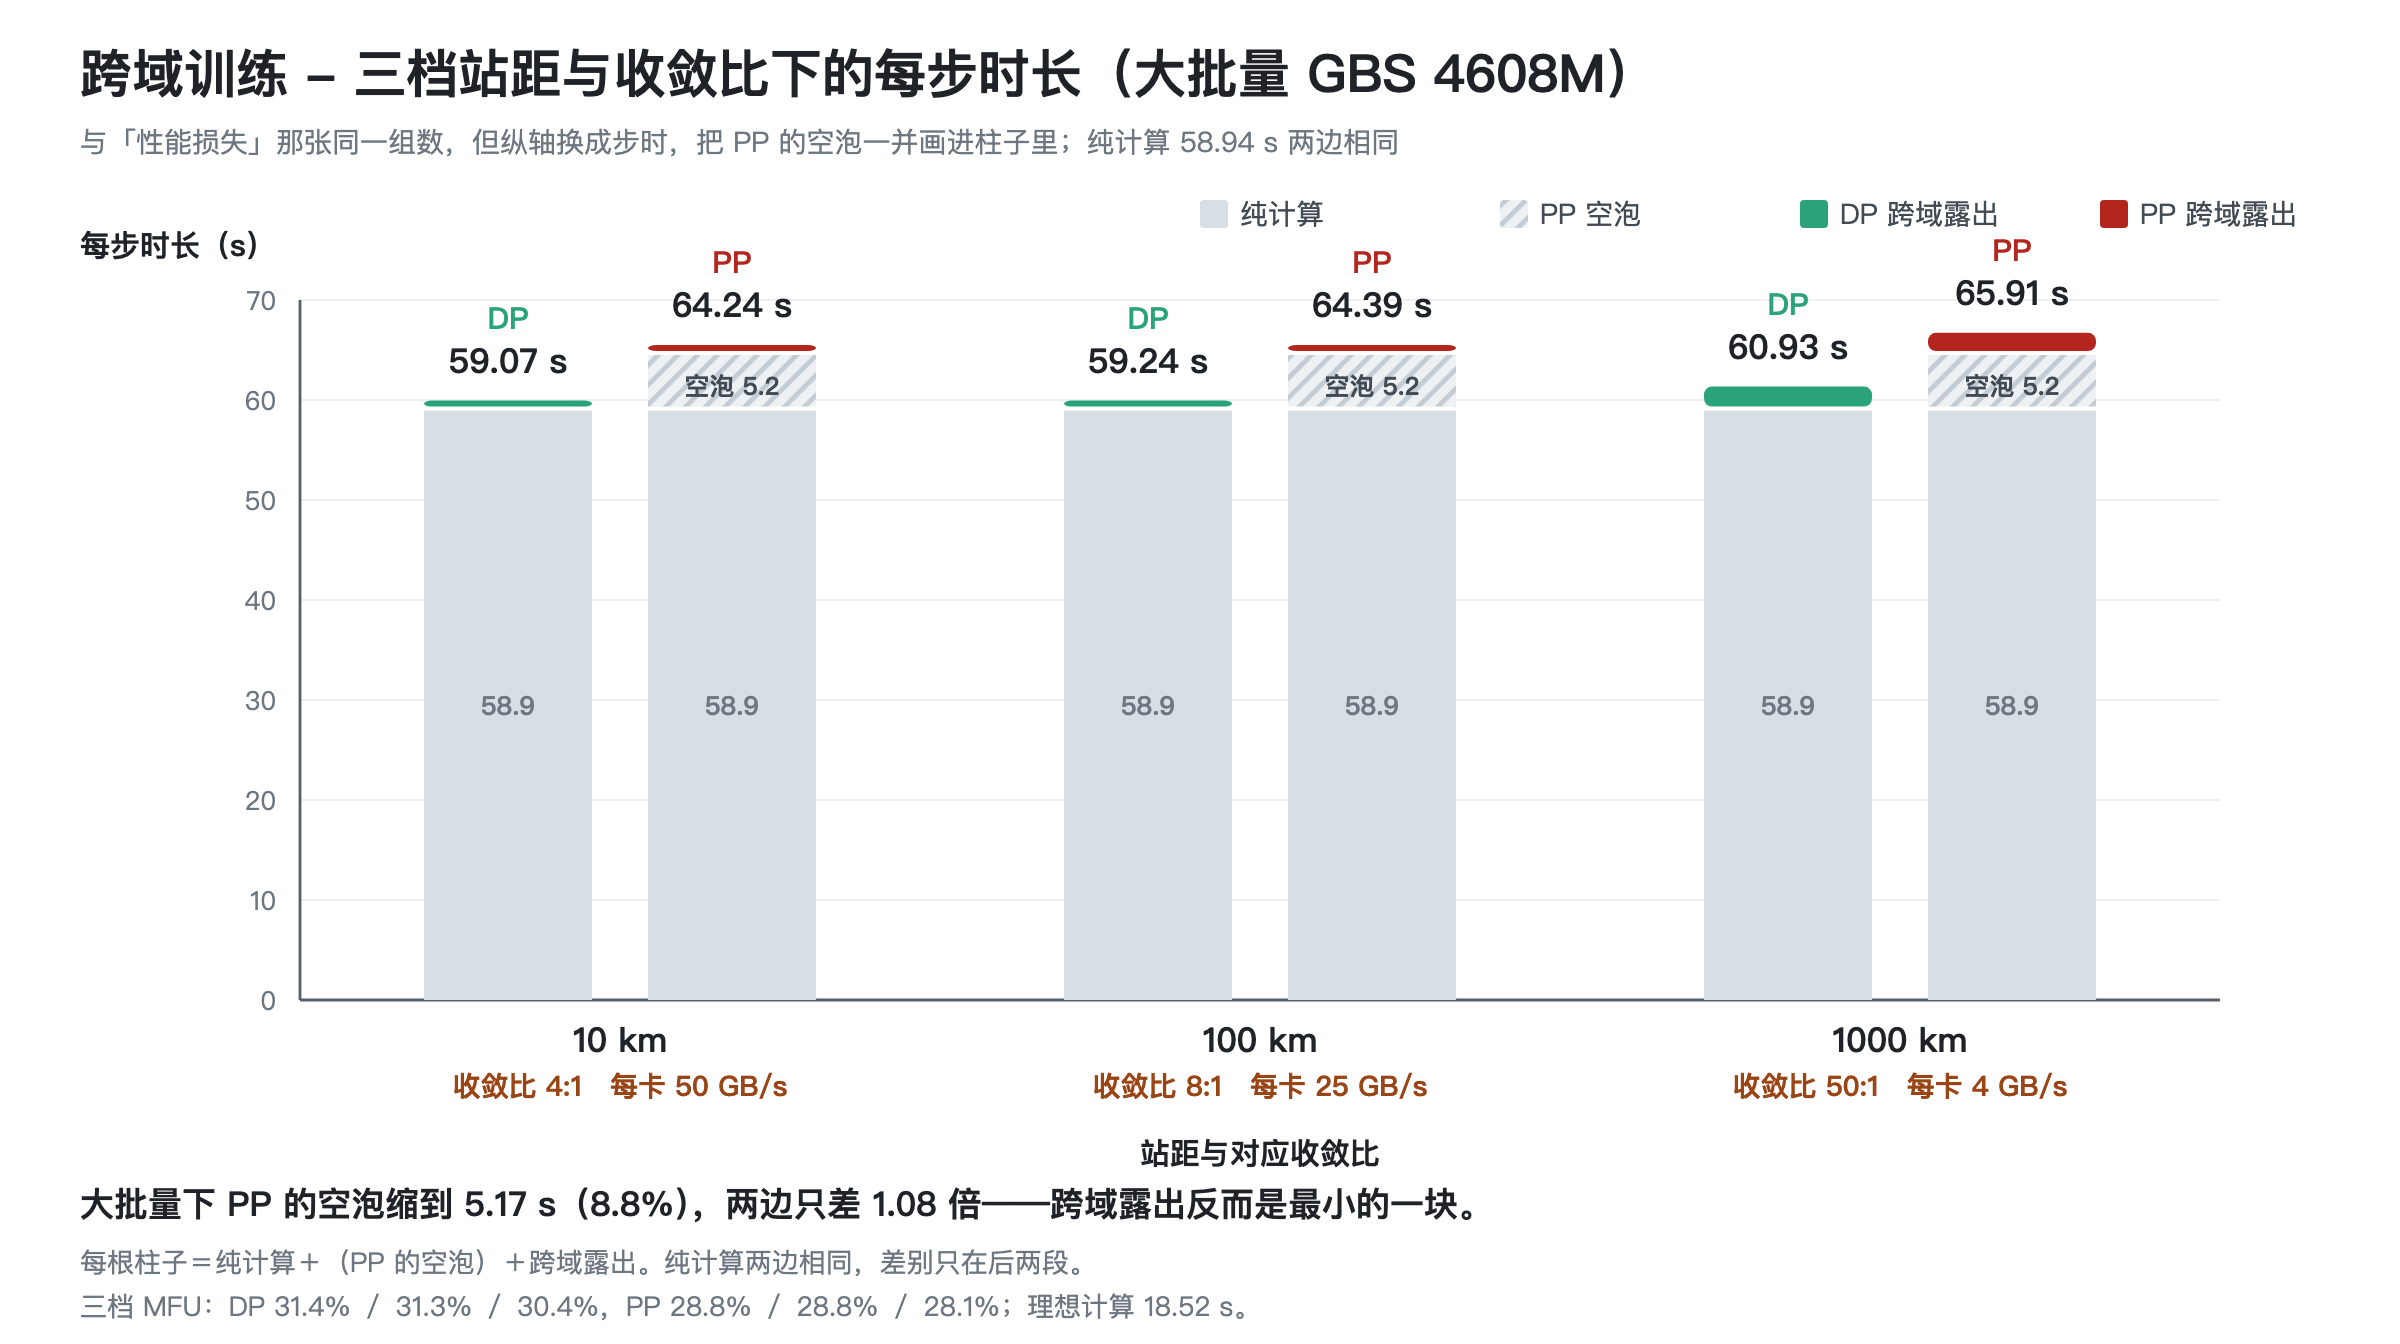 跨域训练 – 三档站距与收敛比下的每步时长（大批量 GBS 4608M）
与「性能损失」那张同一组数，但纵轴换成步时，把 PP 的空泡一并画进柱子里；纯计算 58.94 s 两边相同
纯计算 PP 空泡 DP 跨域露出 PP 跨域露出
每步时长（s）
PP
64.24 s
DP
59.07 s
空泡 5.2
58.9
58.9
PP
64.39 s
DP
59.24 s
空泡 5.2
58.9
58.9
PP
65.91 s
DP
60.93 s
空泡 5.2
58.9
58.9
70
60
50
40
30
20
10
0
10 km
收敛比 4:1 每卡 50 GB/s
100 km
收敛比 8:1 每卡 25 GB/s
1000 km
收敛比 50:1 每卡 4 GB/s
站距与对应收敛比
大批量下 PP 的空泡缩到 5.17 s（8.8%），两边只差 1.08 倍——跨域露出反而是最小的一块。
每根柱子＝纯计算＋（PP 的空泡）＋跨域露出。纯计算两边相同，差别只在后两段。
三档 MFU：DP 31.4% / 31.3% / 30.4%，PP 28.8% / 28.8% / 28.1%；理想计算 18.52 s。